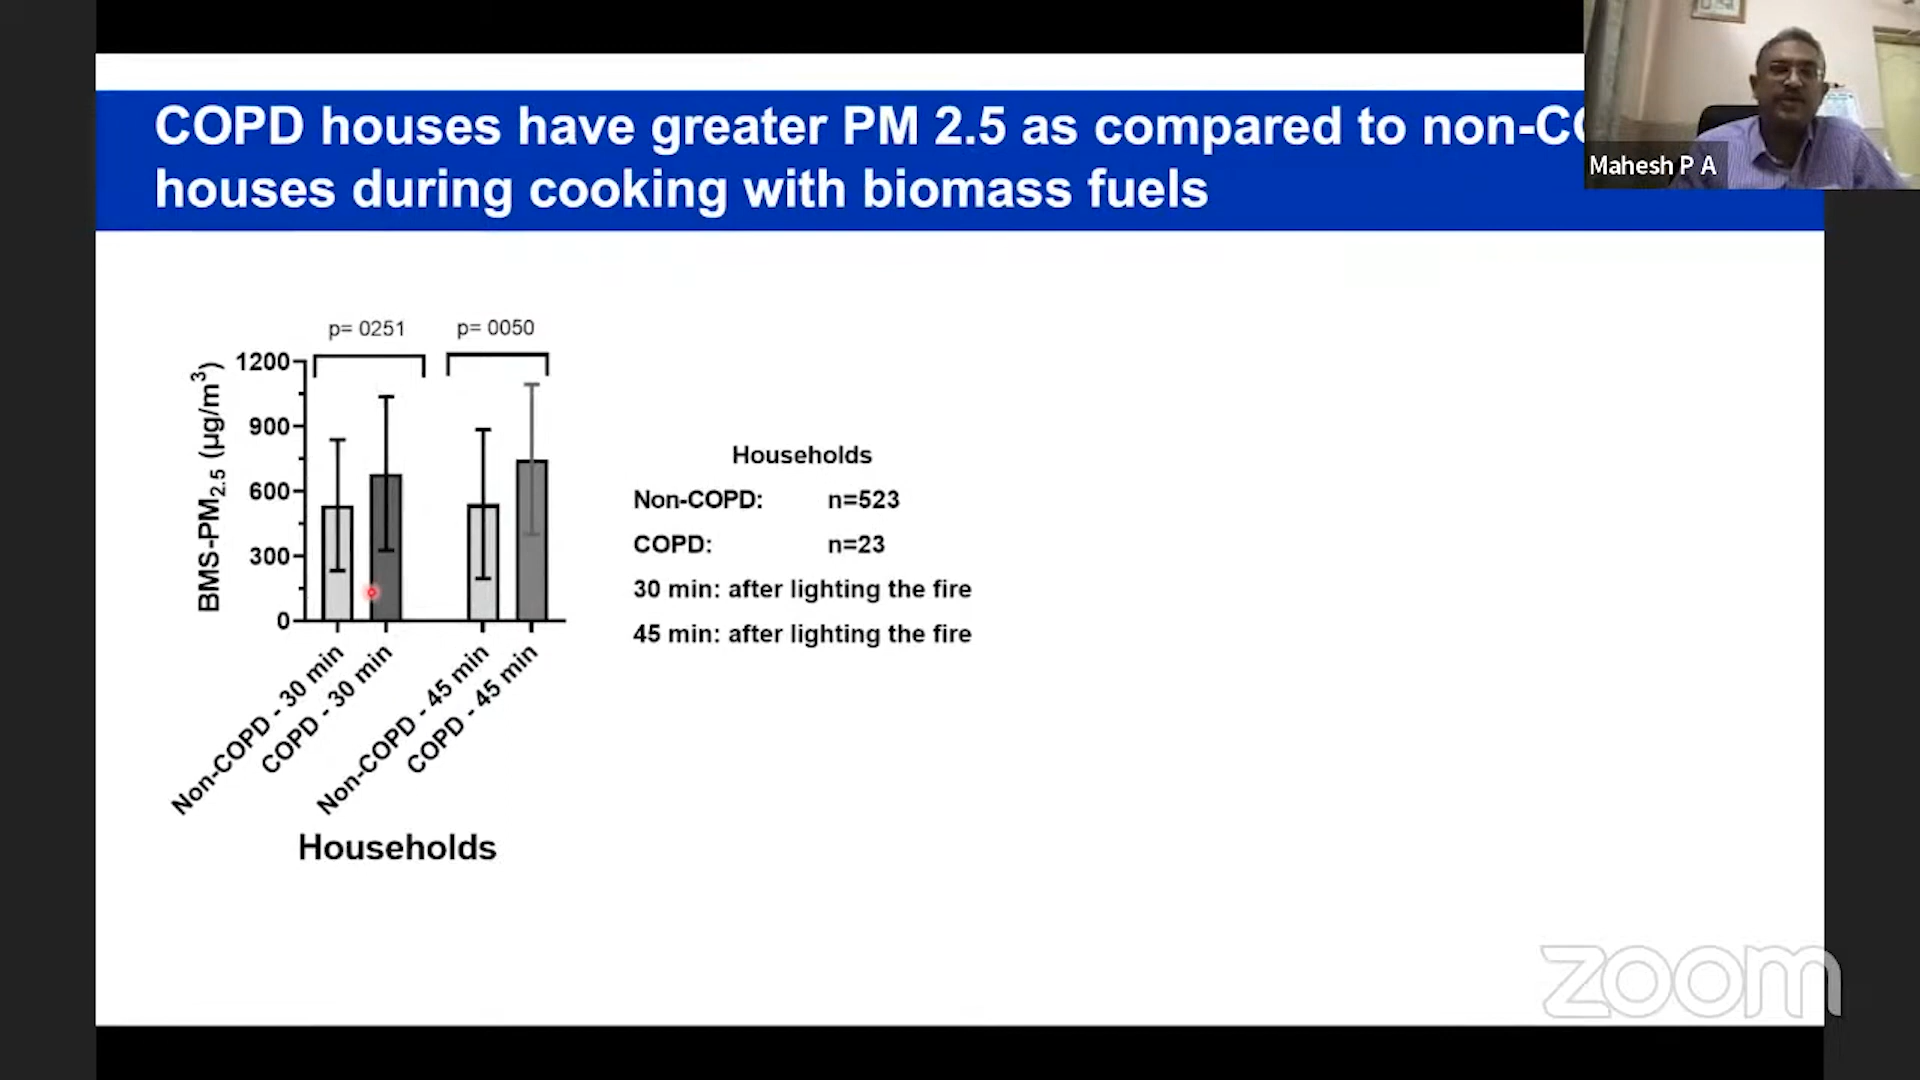 COPD houses have greater PM 2.5 as compared to non-CO
houses during cooking with biomass fuels
Mahesh P A
p= 0251 p= 0050
BMS-PM2.5 (µg/m³)
1200
900
600
300
0
Non-COPD - 30 min
COPD - 30 min
Non-COPD - 45 min
COPD - 45 min
Households
Households
Non-COPD: n=523
COPD: n=23
30 min: after lighting the fire
45 min: after lighting the fire
zoom